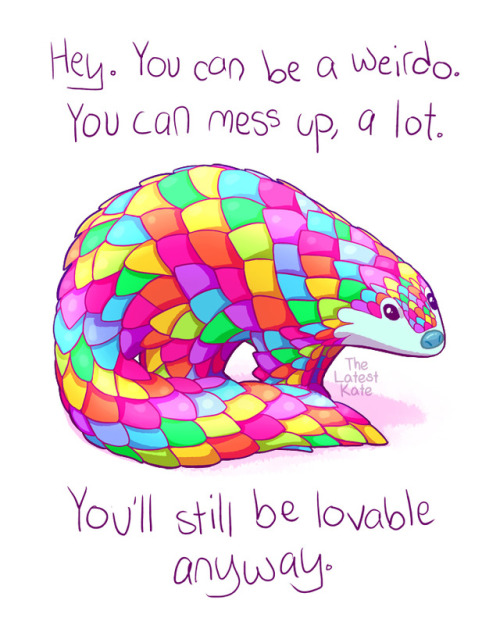 Hey. You can be a weirdo.
You can mess up, a lot.
The
Latest
Kate
You'll still be lovable
anyway.